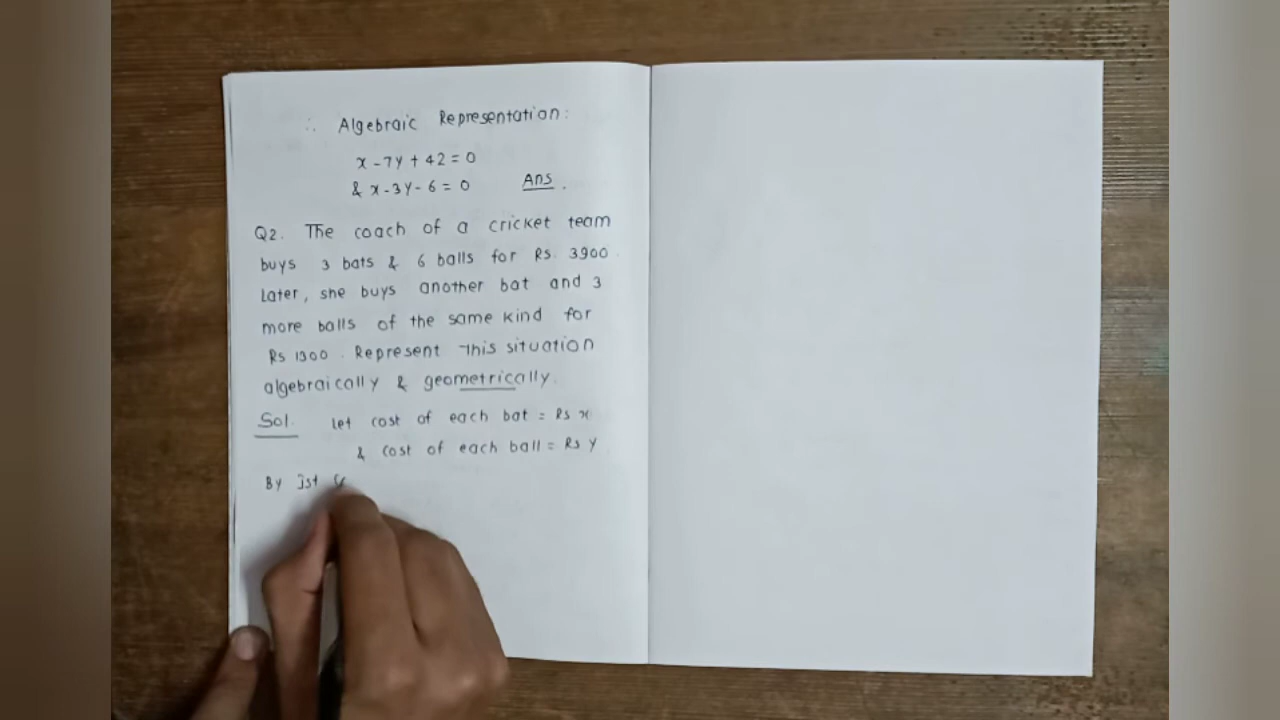 ∴ Algebraic Representation:
x - 7y + 42 = 0
& x - 3y - 6 = 0 Ans.
Q2. The coach of a cricket team
buys 3 bats & 6 balls for Rs. 3900.
Later, she buys another bat and 3
more balls of the same kind for
Rs 1300. Represent this situation
algebraically & geometrically.
Sol. Let cost of each bat = Rs x
& cost of each ball = Rs y
By Ist